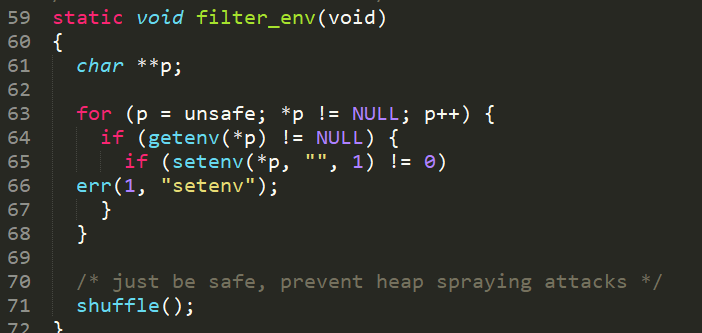 59 static void filter_env(void)
60 {
61 char **p;
62
63 for (p = unsafe; *p != NULL; p++) {
64 if (getenv(*p) != NULL) {
65 if (setenv(*p, "", 1) != 0)
66 err(1, "setenv");
67 }
68 }
69
70 /* just be safe, prevent heap spraying attacks */
71 shuffle();
72 }